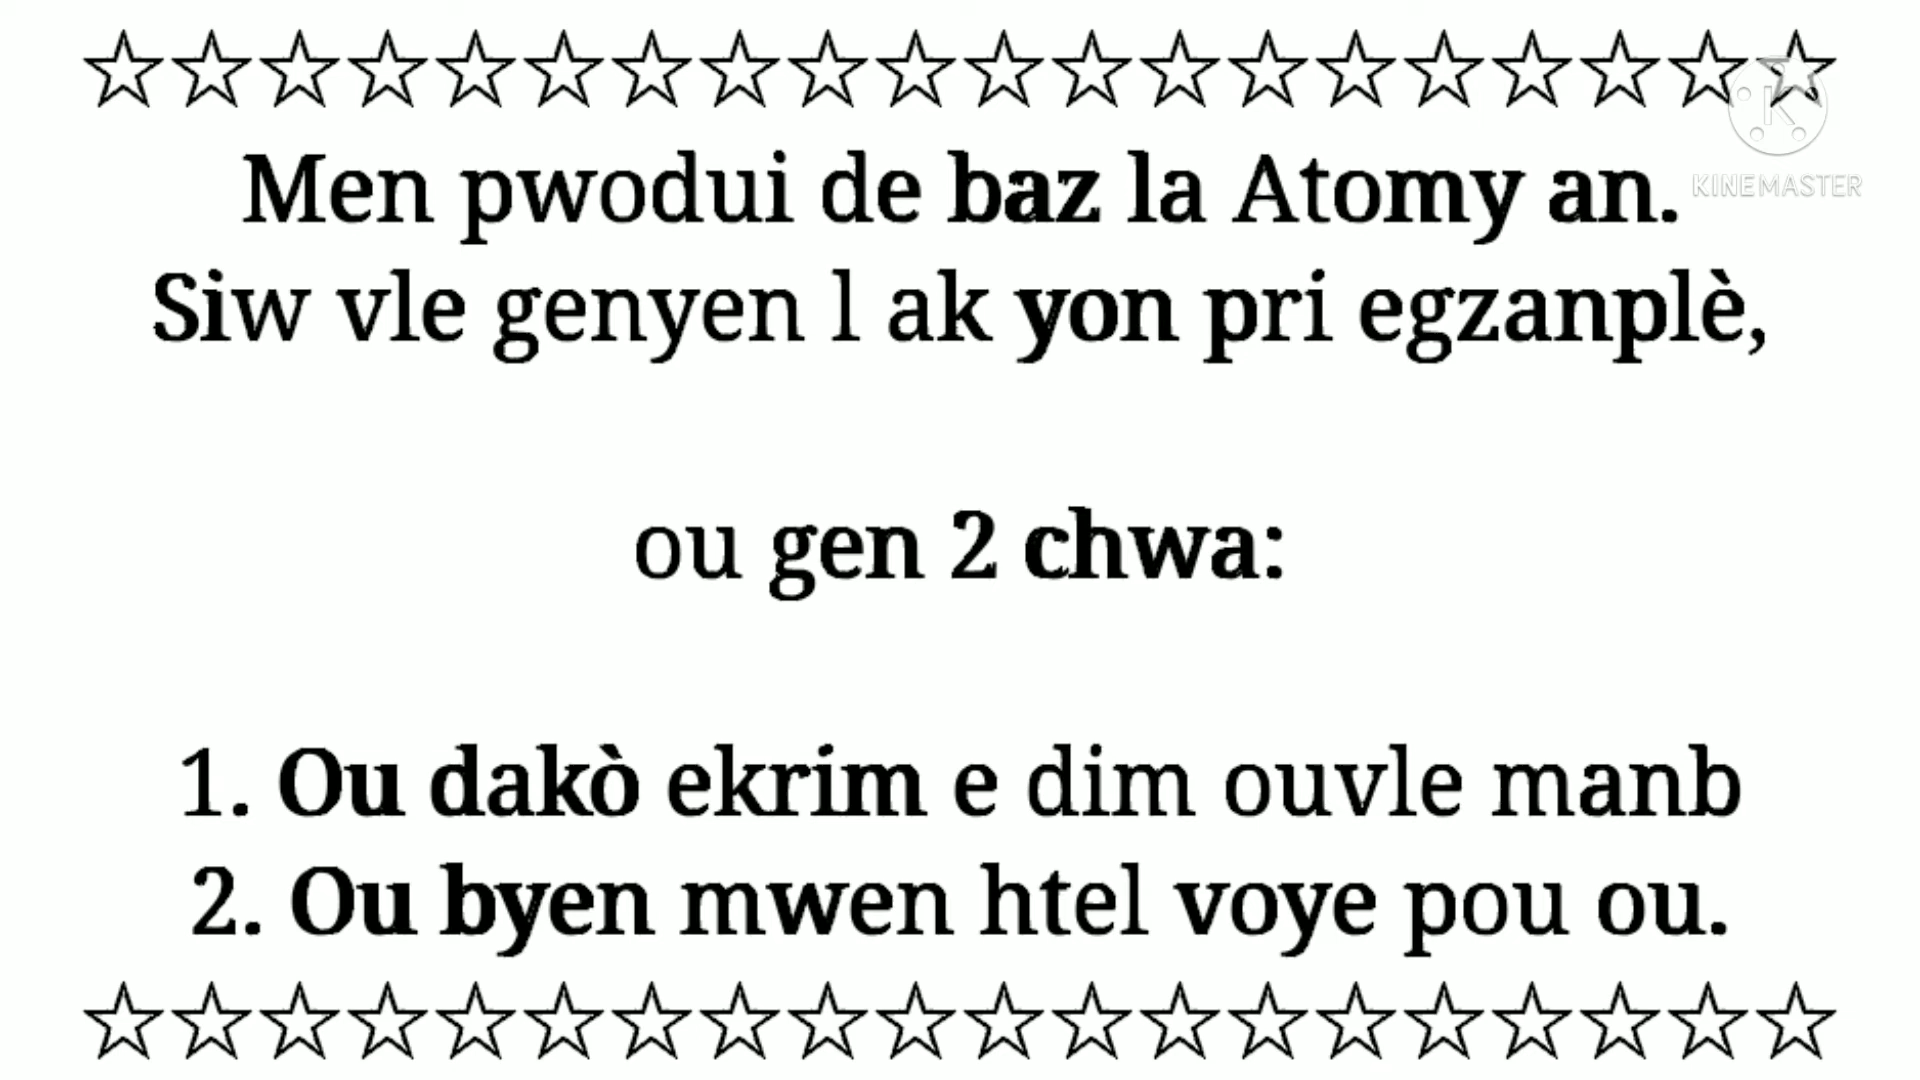 ☆☆☆☆☆☆☆☆☆☆☆☆☆☆☆☆☆☆☆☆
Men pwodui de baz la Atomy an.
KINEMASTER
Siw vle genyen l ak yon pri egzanplè,
ou gen 2 chwa:
1. Ou dakò ekrim e dim ouvle manb
2. Ou byen mwen htel voye pou ou.
☆☆☆☆☆☆☆☆☆☆☆☆☆☆☆☆☆☆☆☆